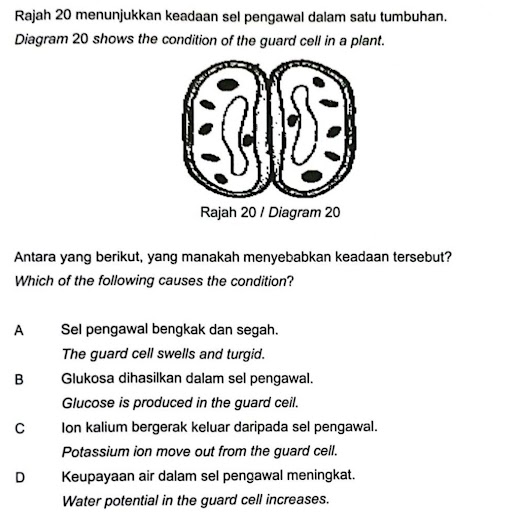 Rajah 20 menunjukkan keadaan sel pengawal dalam satu tumbuhan.
Diagram 20 shows the condition of the guard cell in a plant.
Rajah 20 / Diagram 20
Antara yang berikut, yang manakah menyebabkan keadaan tersebut?
Which of the following causes the condition?
A Sel pengawal bengkak dan segah.
The guard cell swells and turgid.
B Glukosa dihasilkan dalam sel pengawal.
Glucose is produced in the guard ceil.
C Ion kalium bergerak keluar daripada sel pengawal.
Potassium ion move out from the guard cell.
D Keupayaan air dalam sel pengawal meningkat.
Water potential in the guard cell increases.